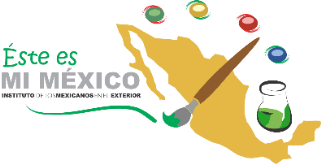 Éste es
MI MÉXICO
INSTITUTO DE LOS MEXICANOS EN EL EXTERIOR